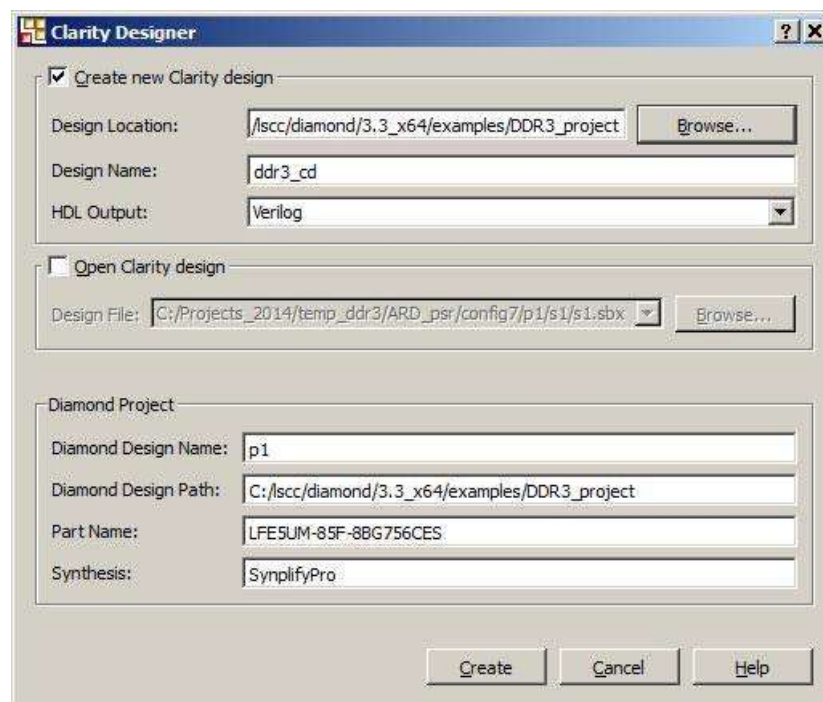 Clarity Designer
Create new Clarity design
Design Location: /lscc/diamond/3.3_x64/examples/DDR3_project Browse...
Design Name: ddr3_cd
HDL Output: Verilog
Open Clarity design
Design File: C:/Projects_2014/temp_ddr3/ARD_psr/config7/p1/s1/s1.sbx Browse...
Diamond Project
Diamond Design Name: p1
Diamond Design Path: C:/lscc/diamond/3.3_x64/examples/DDR3_project
Part Name: LFE5UM-85F-8BG756CES
Synthesis: SynplifyPro
Create Cancel Help